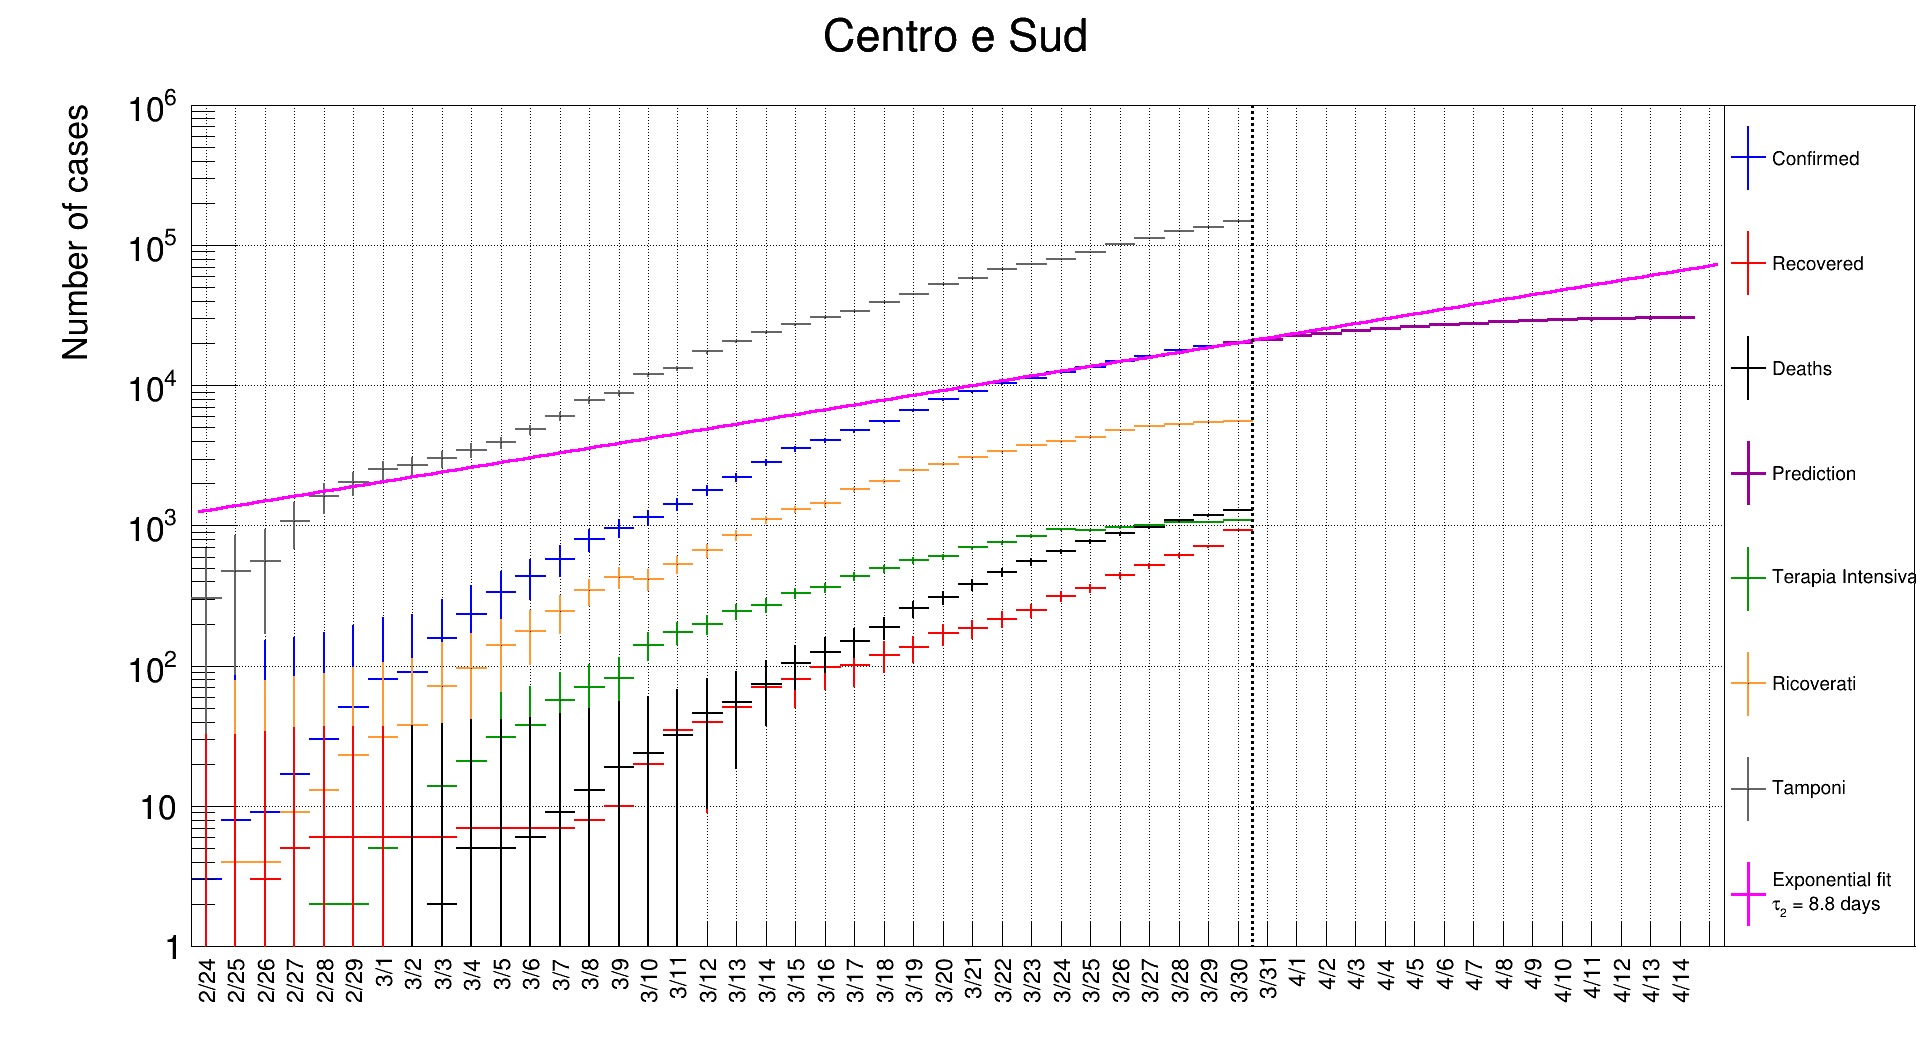 Centro e Sud
Number of cases
10^6
10^5
10^4
10^3
10^2
10
1
2/24 2/25 2/26 2/27 2/28 2/29 3/1 3/2 3/3 3/4 3/5 3/6 3/7 3/8 3/9 3/10 3/11 3/12 3/13 3/14 3/15 3/16 3/17 3/18 3/19 3/20 3/21 3/22 3/23 3/24 3/25 3/26 3/27 3/28 3/29 3/30 3/31 4/1 4/2 4/3 4/4 4/5 4/6 4/7 4/8 4/9 4/10 4/11 4/12 4/13 4/14
Confirmed
Recovered
Deaths
Prediction
Terapia Intensiva
Ricoverati
Tamponi
Exponential fit
τ_2 = 8.8 days